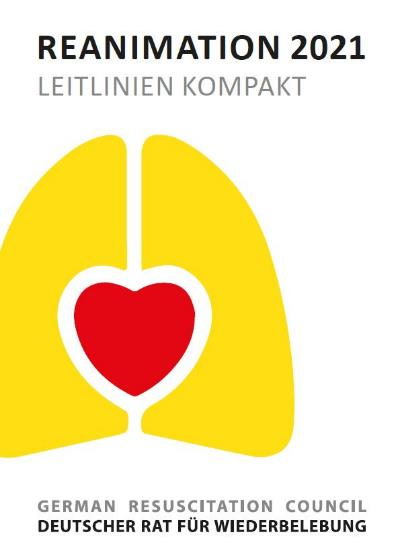 REANIMATION 2021
LEITLINIEN KOMPAKT
GERMAN RESUSCITATION COUNCIL
DEUTSCHER RAT FÜR WIEDERBELEBUNG